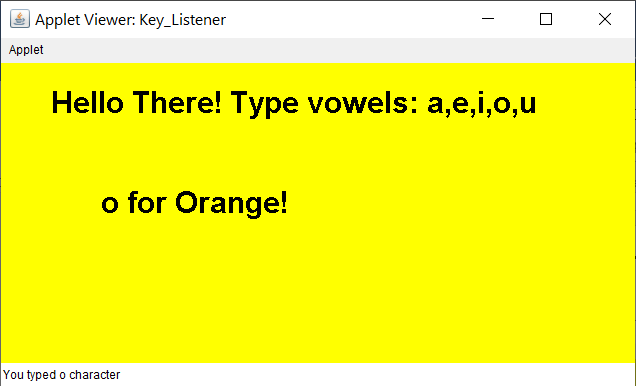 Applet Viewer: Key_Listener
Applet
Hello There! Type vowels: a,e,i,o,u
o for Orange!
You typed o character